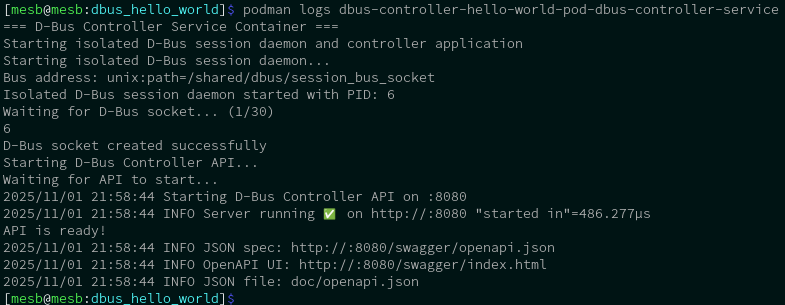 [mesb@mesb:dbus_hello_world]$ podman logs dbus-controller-hello-world-pod-dbus-controller-service
=== D-Bus Controller Service Container ===
Starting isolated D-Bus session daemon and controller application
Starting isolated D-Bus session daemon...
Bus address: unix:path=/shared/dbus/session_bus_socket
Isolated D-Bus session daemon started with PID: 6
Waiting for D-Bus socket... (1/30)
6
D-Bus socket created successfully
Starting D-Bus Controller API...
Waiting for API to start...
2025/11/01 21:58:44 Starting D-Bus Controller API on :8080
2025/11/01 21:58:44 INFO Server running ✅ on http://:8080 "started in"=486.277µs
API is ready!
2025/11/01 21:58:44 INFO JSON spec: http://:8080/swagger/openapi.json
2025/11/01 21:58:44 INFO OpenAPI UI: http://:8080/swagger/index.html
2025/11/01 21:58:44 INFO JSON file: doc/openapi.json
[mesb@mesb:dbus_hello_world]$